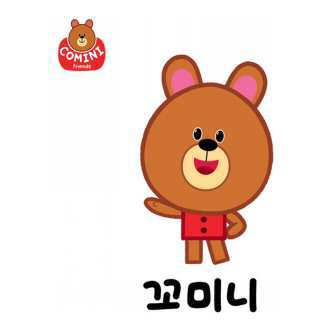 COMINI
friends
꼬미니